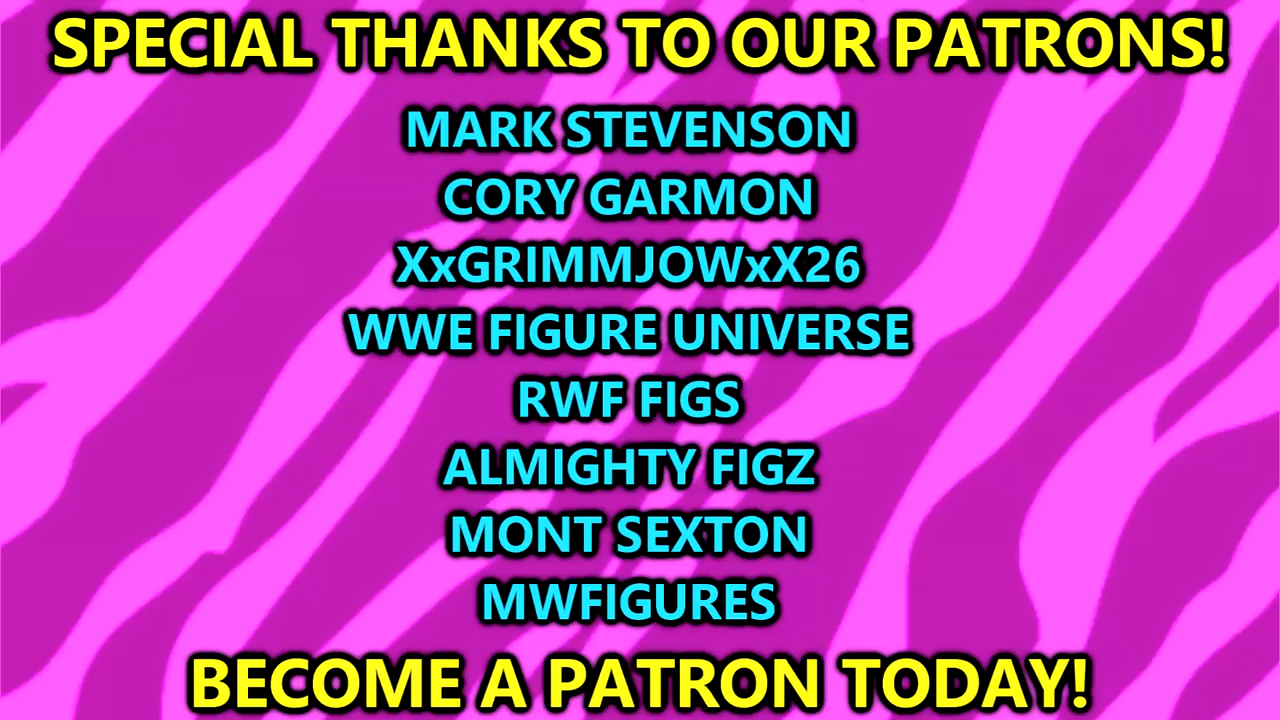 SPECIAL THANKS TO OUR PATRONS!
MARK STEVENSON
CORY GARMON
XxGRIMMJOWxX26
WWE FIGURE UNIVERSE
RWF FIGS
ALMIGHTY FIGZ
MONT SEXTON
MWFIGURES
BECOME A PATRON TODAY!